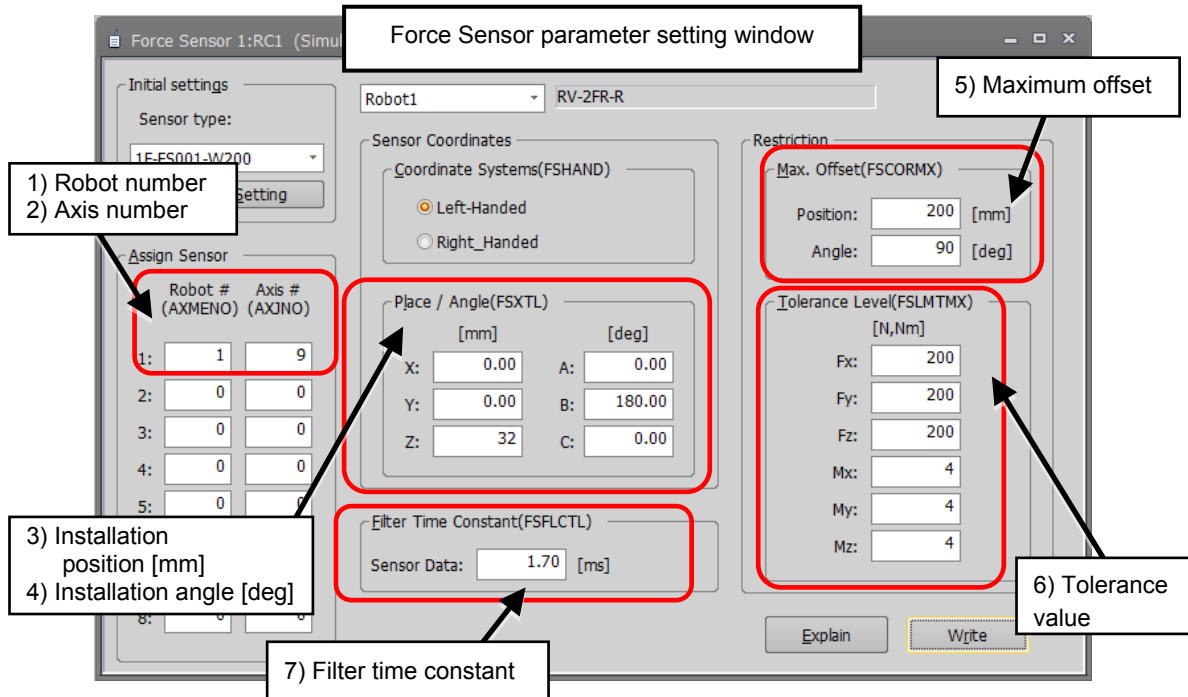 Force Sensor 1:RC1 (Simul
Force Sensor parameter setting window
Initial settings
Sensor type:
1F-FS001-W200
Setting
1) Robot number
2) Axis number
Assign Sensor
Robot # Axis #
(AXMENO) (AXJNO)
1: 1 9
2: 0 0
3: 0 0
4: 0 0
5: 0 0
8:
3) Installation
position [mm]
4) Installation angle [deg]
Robot1 RV-2FR-R
Sensor Coordinates
Coordinate Systems(FSHAND)
Left-Handed
Right_Handed
Place / Angle(FSXTL)
[mm] [deg]
X: 0.00 A: 0.00
Y: 0.00 B: 180.00
Z: 32 C: 0.00
Filter Time Constant(FSFLCTL)
Sensor Data: 1.70 [ms]
7) Filter time constant
5) Maximum offset
Restriction
Max. Offset(FSCORMX)
Position: 200 [mm]
Angle: 90 [deg]
Tolerance Level(FSLMTMX)
[N,Nm]
Fx: 200
Fy: 200
Fz: 200
Mx: 4
My: 4
Mz: 4
6) Tolerance
value
Explain Write